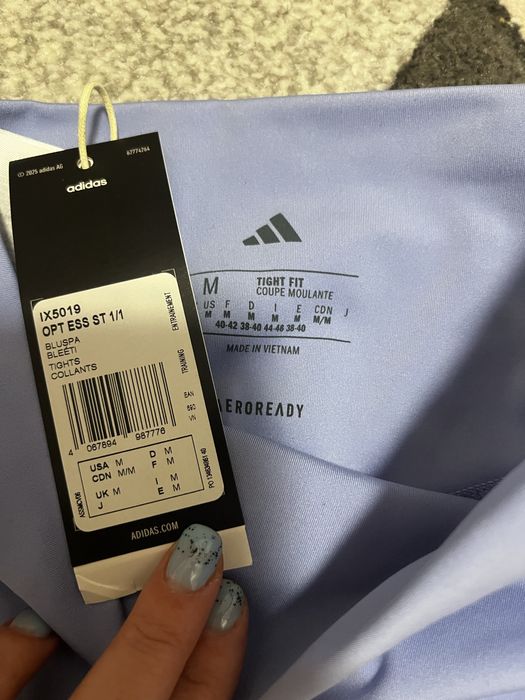 © 2025 adidas AG
67774264
adidas
IX5019
OPT ESS ST 1/1
BLUSPA
BLEETI
TIGHTS
COLLANTS
TRAINING
ENTRAINEMENT
EAN
VN
4 067894 987776
USA M
D M
CDN M/M
F M
UK M
I M
J
E M
ADIDAS.COM
M
TIGHT FIT
COUPE MOULANTE
US F D I E CDN J
M M M M M M/M
40-42 38-40 44-46 38-40
MADE IN VIETNAM
AEROREADY